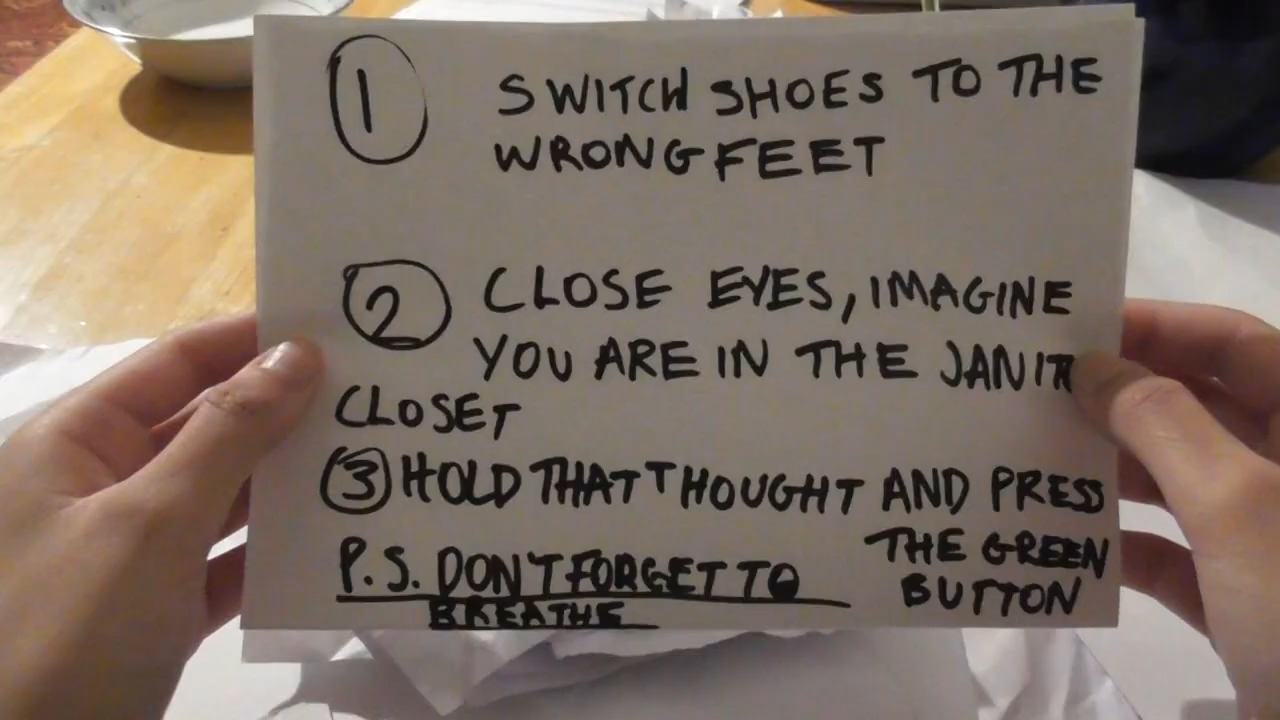 1 SWITCH SHOES TO THE
WRONG FEET
2 CLOSE EYES, IMAGINE
YOU ARE IN THE
CLOSET
3 HOLD THAT THOUGHT AND PRESS
THE GREEN
BUTTON
P.S. DON'T FORGET TO
BREATHE